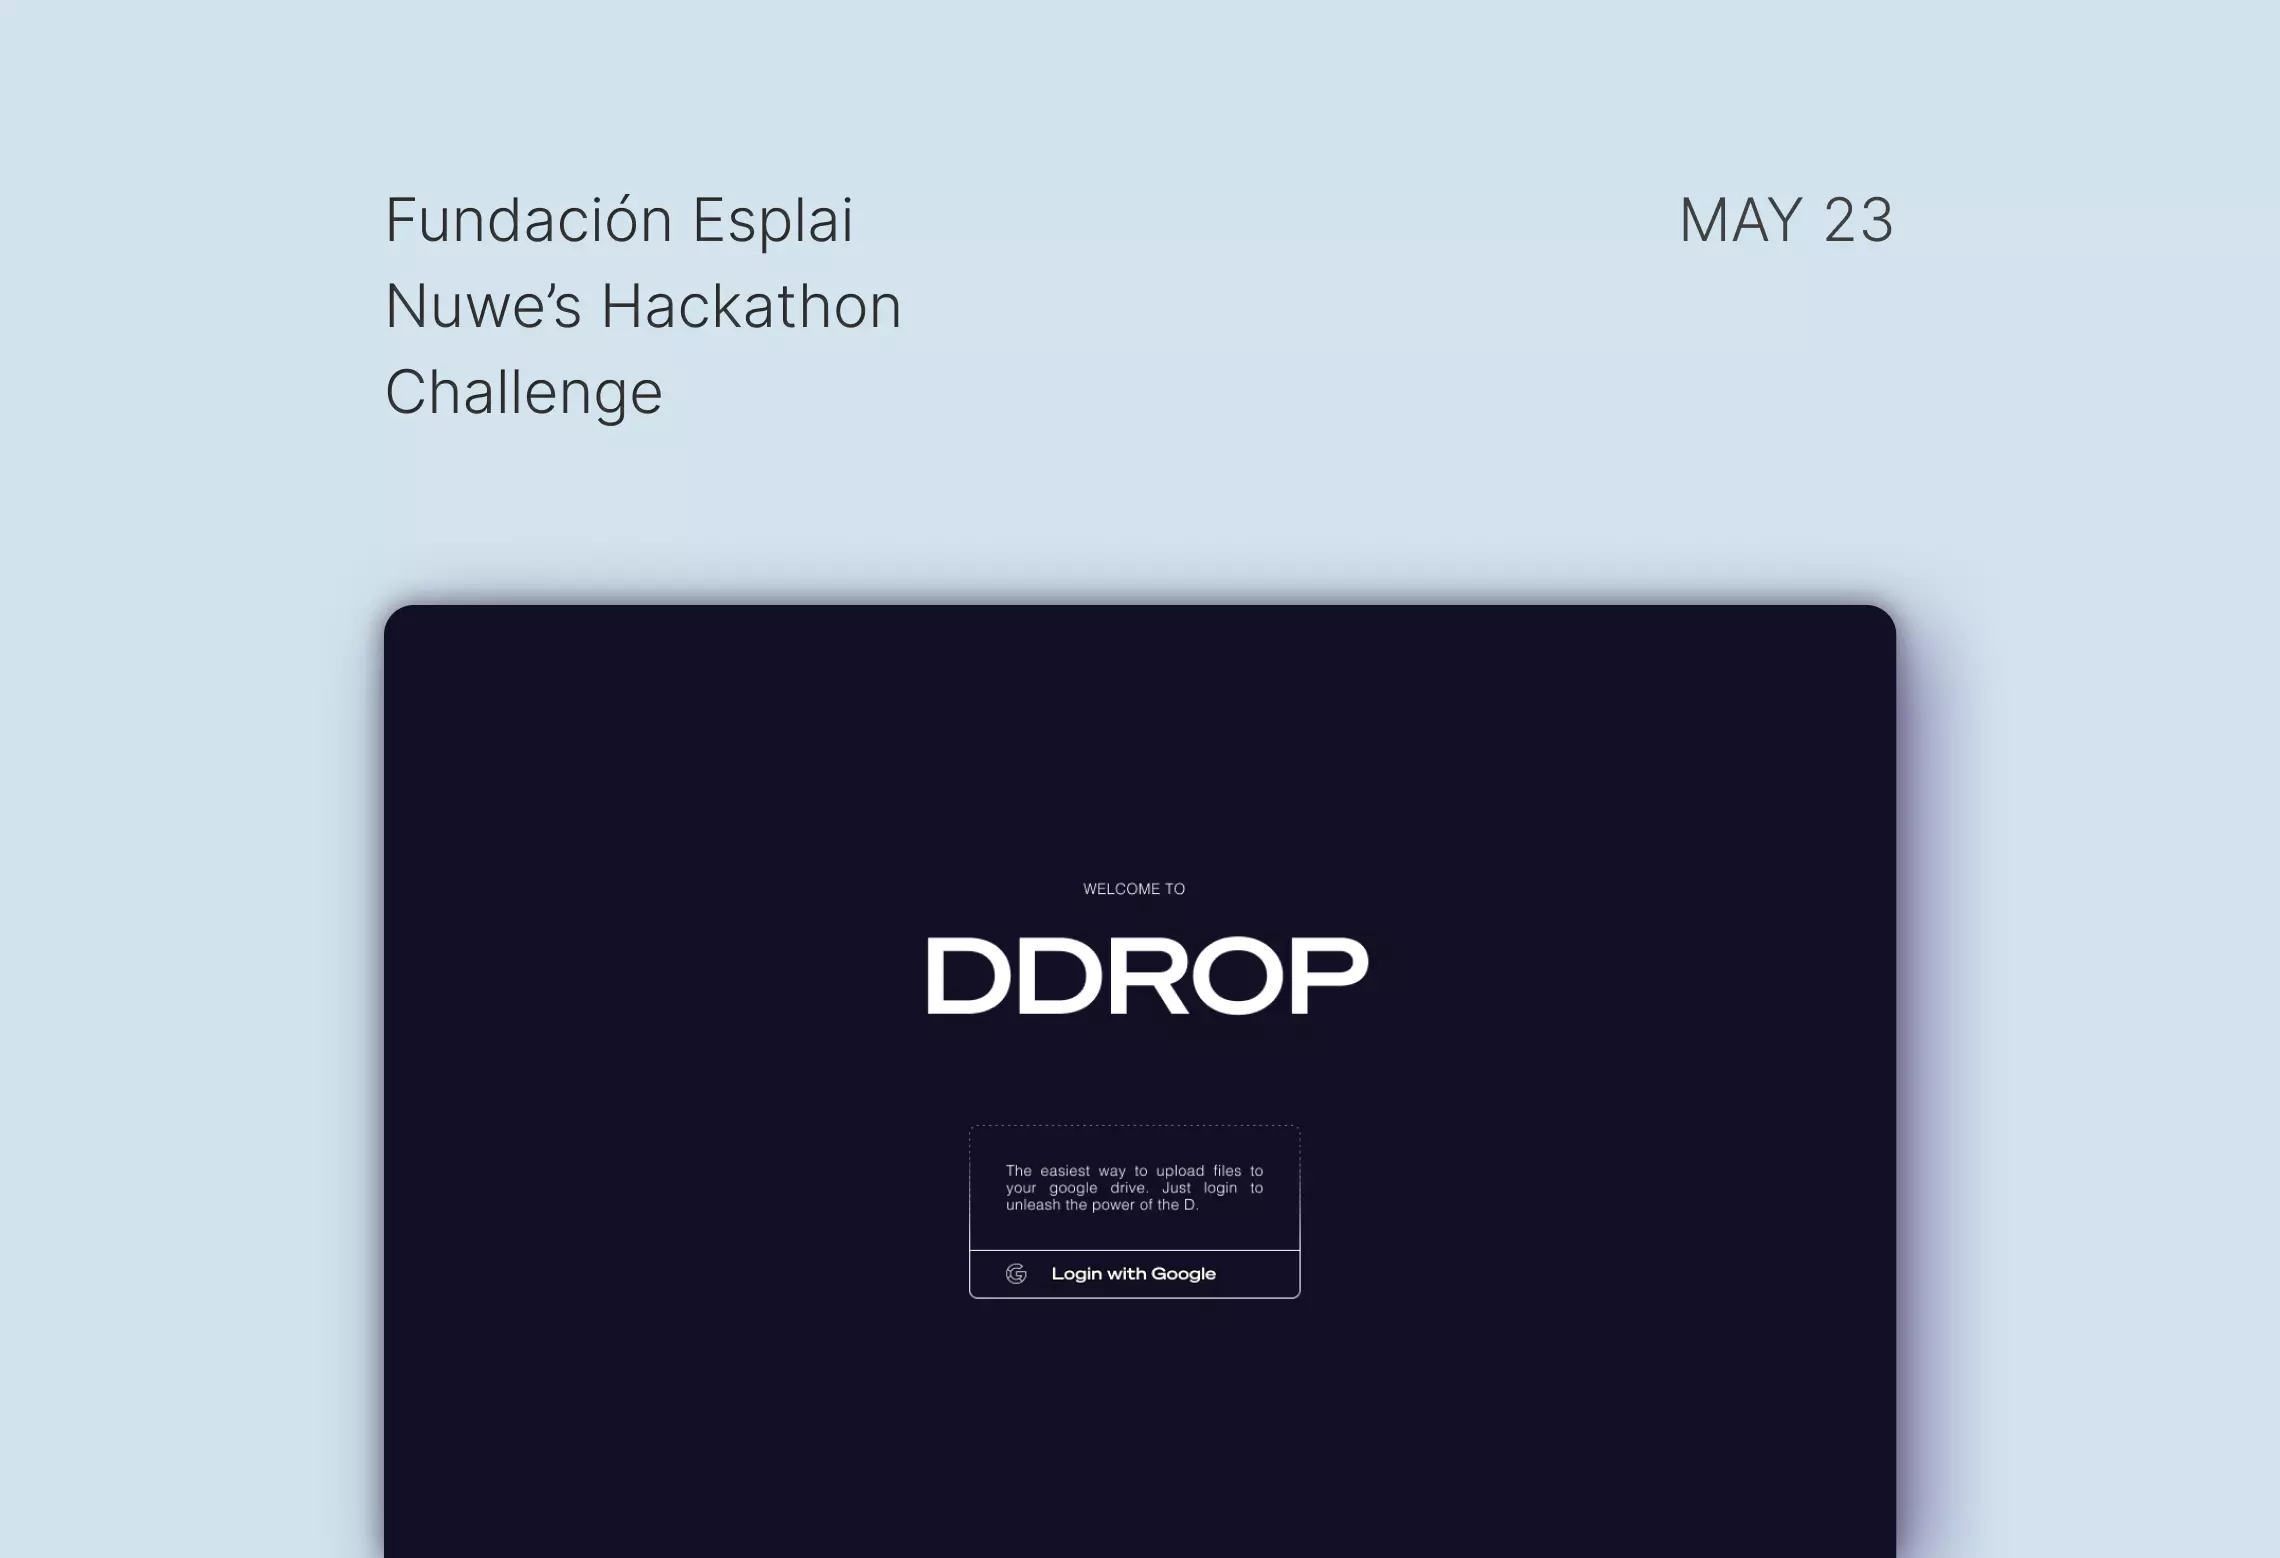 Fundación Esplai
Nuwe’s Hackathon
Challenge
MAY 23
WELCOME TO
DDROP
The easiest way to upload files to
your google drive. Just login to
unleash the power of the D.
Login with Google